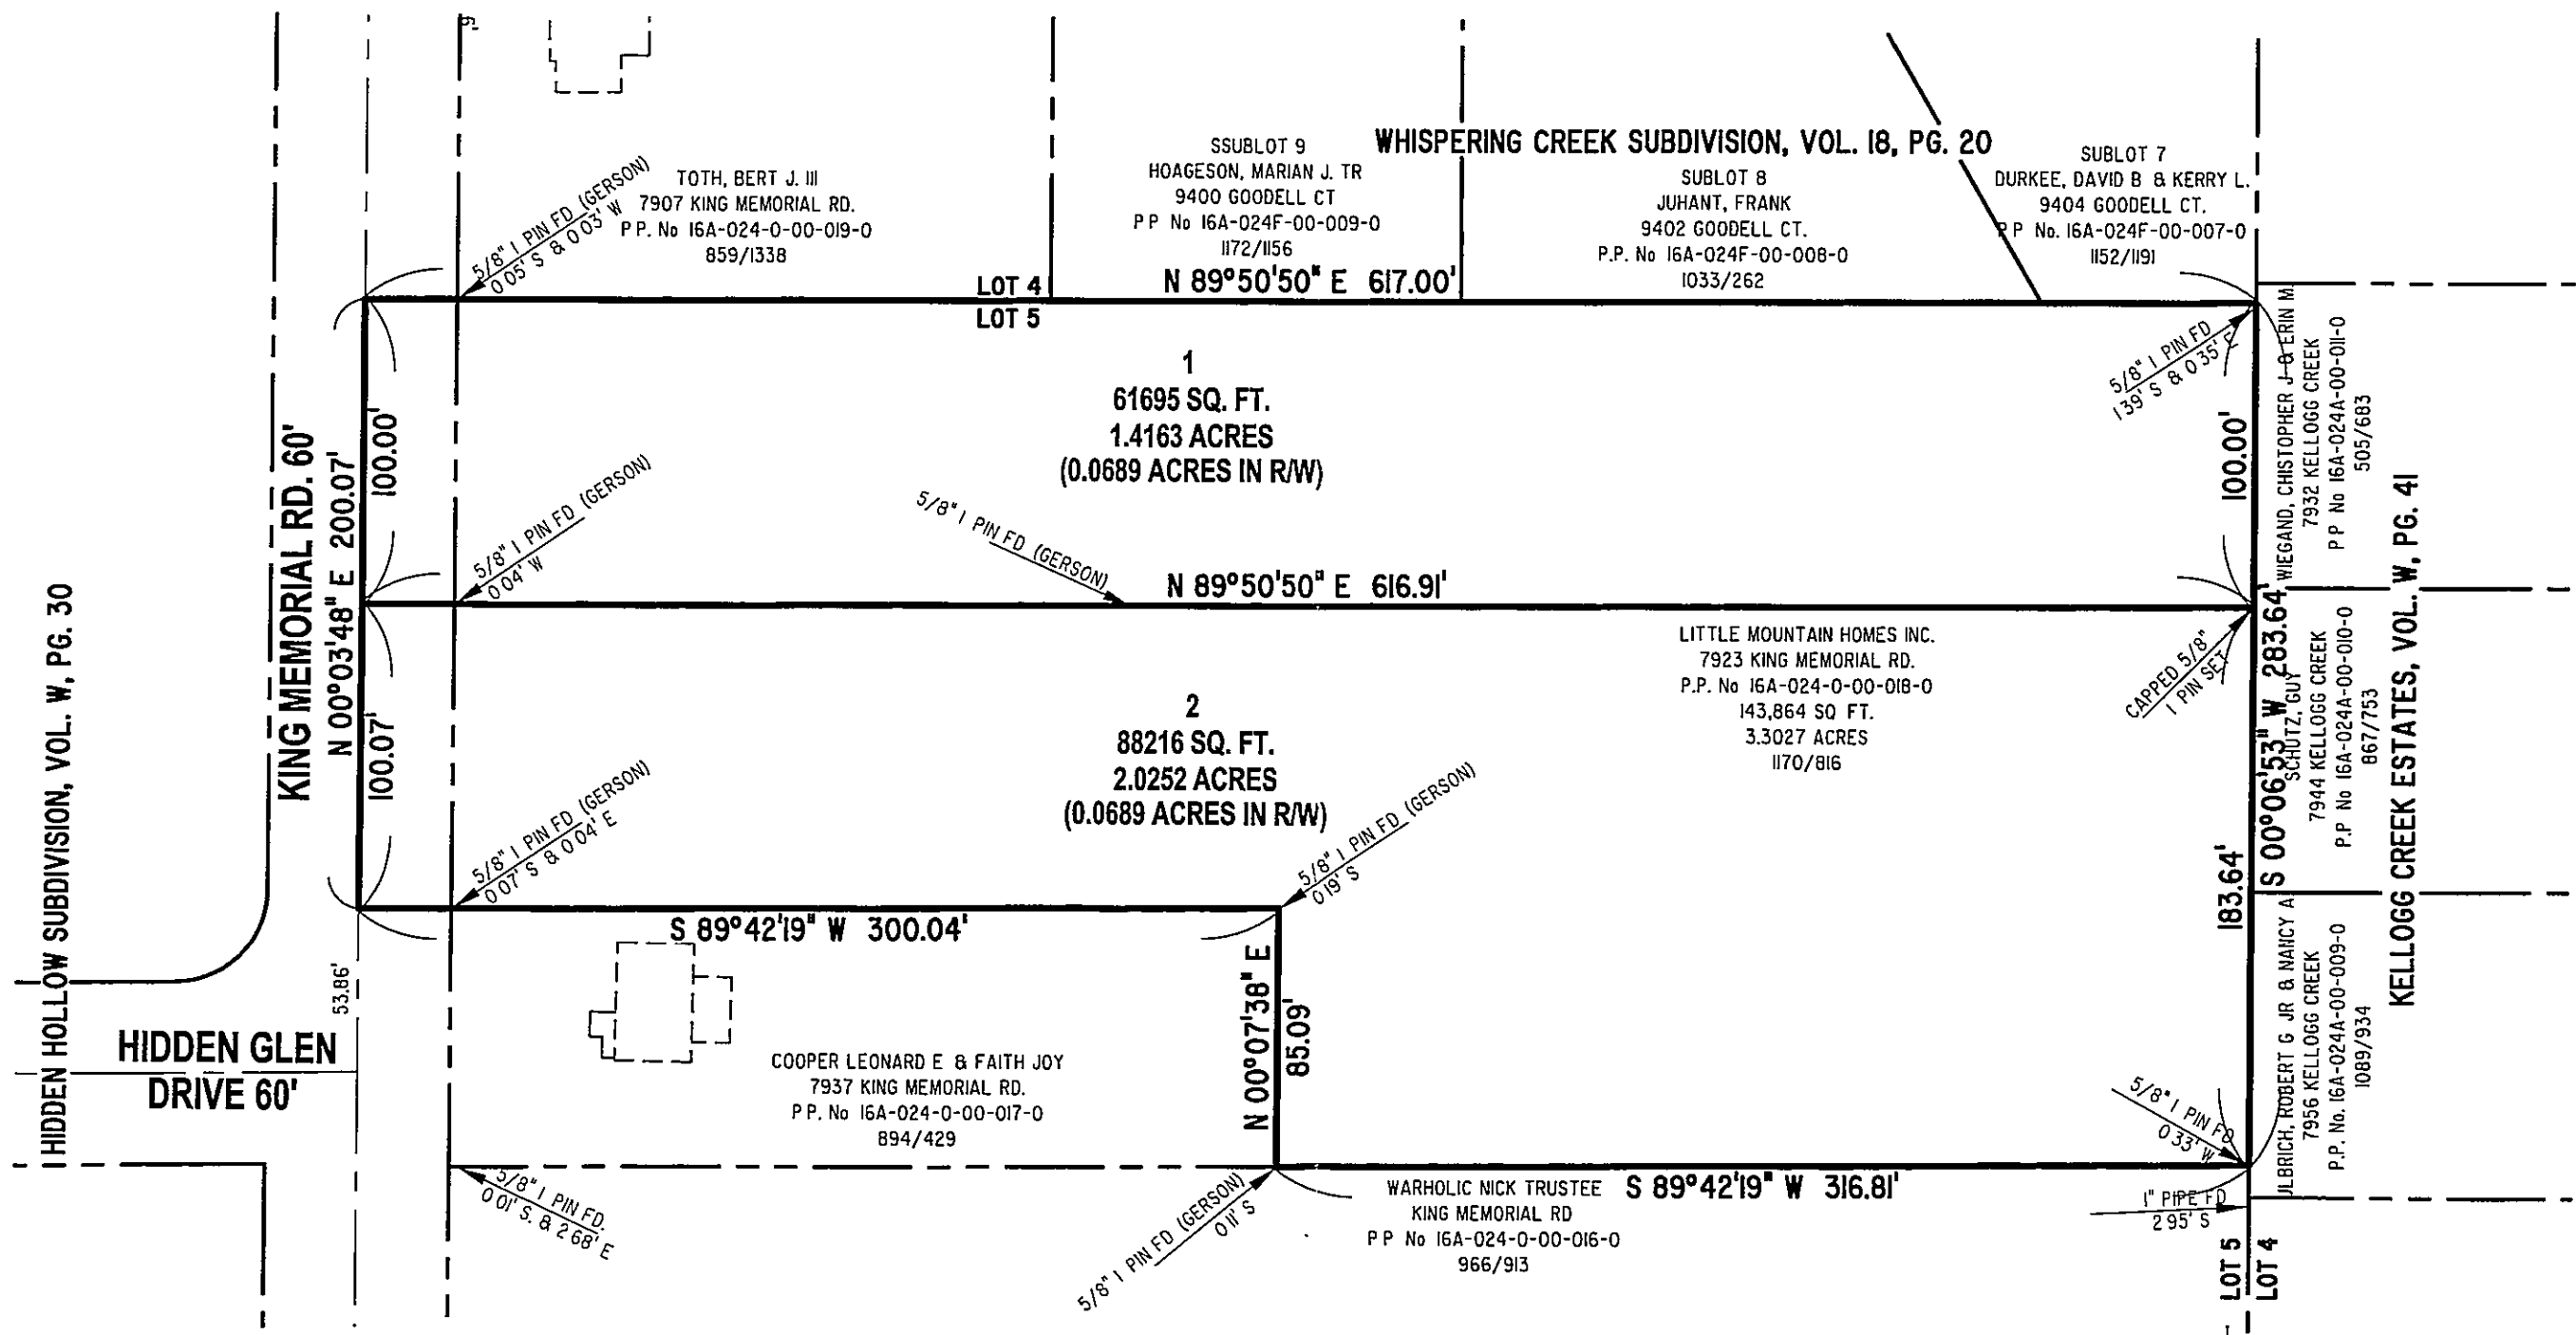 WHISPERING CREEK SUBDIVISION, VOL. 18, PG. 20
TOTH, BERT J. III
7907 KING MEMORIAL RD.
P P. No 16A-024-0-00-019-0
859/1338
SSUBLOT 9
HOAGESON, MARIAN J. TR
9400 GOODELL CT
P P No 16A-024F-00-009-0
1172/1156
SUBLOT 8
JUHANT, FRANK
9402 GOODELL CT.
P.P. No 16A-024F-00-008-0
1033/262
SUBLOT 7
DURKEE, DAVID B & KERRY L.
9404 GOODELL CT.
P P No. 16A-024F-00-007-0
1152/1191
5/8" I PIN FD (GERSON)
0 05' S & 0 03' W
LOT 4
LOT 5
N 89°50'50" E 617.00'
5/8" I PIN FD
1 39' S & 0 35' E
1
61695 SQ. FT.
1.4163 ACRES
(0.0689 ACRES IN R/W)
100.00'
100.00'
KING MEMORIAL RD. 60'
N 00°03'48" E 200.07'
5/8" I PIN FD (GERSON)
0 04' W
5/8" I PIN FD (GERSON)
N 89°50'50" E 616.91'
WIEGAND, CHISTOPHER J & ERIN M
7932 KELLOGG CREEK
P P No 16A-024A-00-011-0
505/683
LITTLE MOUNTAIN HOMES INC.
7923 KING MEMORIAL RD.
P.P. No 16A-024-0-00-018-0
143,864 SQ FT.
3.3027 ACRES
1170/816
CAPPED 5/8"
I PIN SET
S 00°06'53" W 283.64'
SCHUTZ, GUY
7944 KELLOGG CREEK
P.P No 16A-024A-00-010-0
867/753
KELLOGG CREEK ESTATES, VOL. W, PG. 41
HIDDEN HOLLOW SUBDIVISION, VOL. W, PG. 30
2
88216 SQ. FT.
2.0252 ACRES
(0.0689 ACRES IN R/W)
100.07'
5/8" I PIN FD (GERSON)
0 07' S & 0 04' E
5/8" I PIN FD (GERSON)
0 19' S
183.64'
S 89°42'19" W 300.04'
53.86'
HIDDEN GLEN
DRIVE 60'
N 00°07'38" E
85.09'
COOPER LEONARD E & FAITH JOY
7937 KING MEMORIAL RD.
P P. No 16A-024-0-00-017-0
894/429
ROBERT G JR & NANCY A
7956 KELLOGG CREEK
P.P. No. 16A-024A-00-009-0
1089/934
5/8" I PIN FD
0 33' W
5/8" I PIN FD.
0 01' S. & 2 68' E
5/8" I PIN FD (GERSON)
0 11' S
WARHOLIC NICK TRUSTEE
KING MEMORIAL RD
P P No 16A-024-0-00-016-0
966/913
S 89°42'19" W 316.81'
1" PIPE FD
2 95' S
LOT 5
LOT 4